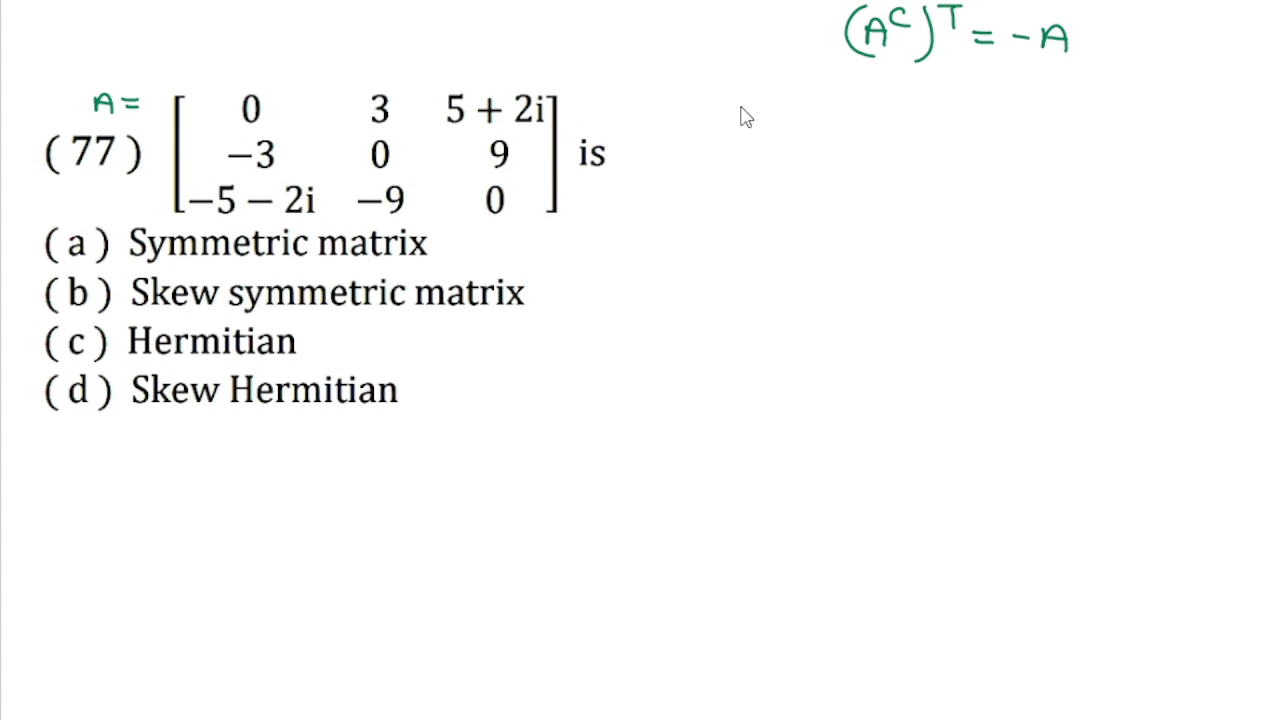 (Aᶜ)ᵀ = -A
A =
( 77 ) [ 0 3 5 + 2i ] is
-3 0 9
-5 - 2i -9 0
( a ) Symmetric matrix
( b ) Skew symmetric matrix
( c ) Hermitian
( d ) Skew Hermitian